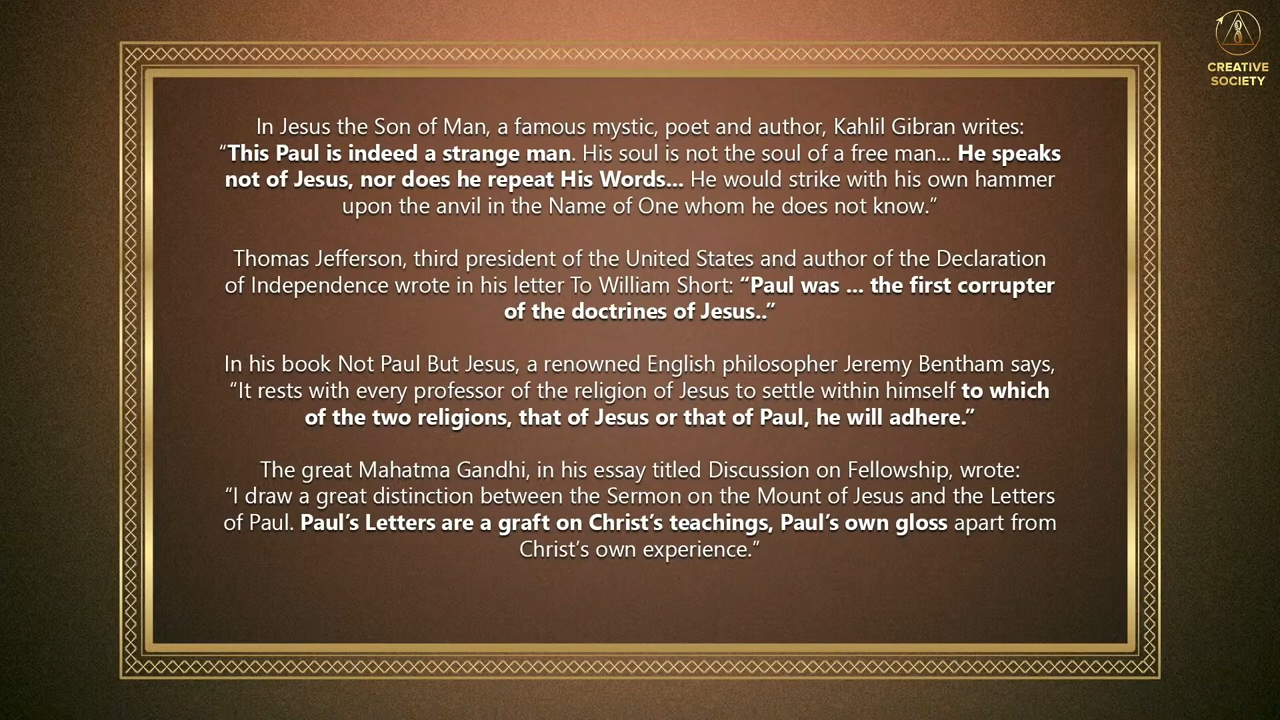 CREATIVE
SOCIETY
In Jesus the Son of Man, a famous mystic, poet and author, Kahlil Gibran writes:
“This Paul is indeed a strange man. His soul is not the soul of a free man... He speaks
not of Jesus, nor does he repeat His Words... He would strike with his own hammer
upon the anvil in the Name of One whom he does not know.”
Thomas Jefferson, third president of the United States and author of the Declaration
of Independence wrote in his letter To William Short: “Paul was ... the first corrupter
of the doctrines of Jesus..”
In his book Not Paul But Jesus, a renowned English philosopher Jeremy Bentham says,
“It rests with every professor of the religion of Jesus to settle within himself to which
of the two religions, that of Jesus or that of Paul, he will adhere.”
The great Mahatma Gandhi, in his essay titled Discussion on Fellowship, wrote:
“I draw a great distinction between the Sermon on the Mount of Jesus and the Letters
of Paul. Paul’s Letters are a graft on Christ’s teachings, Paul’s own gloss apart from
Christ’s own experience.”